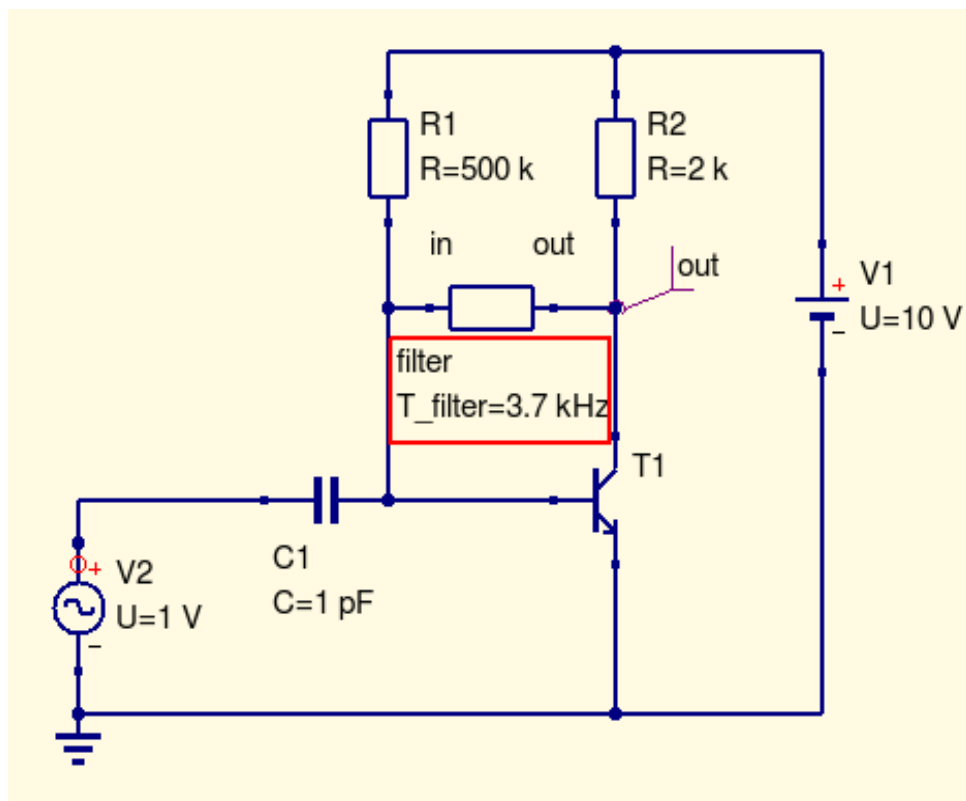 R1
R=500 k
R2
R=2 k
in
out
out
+
V1
U=10 V
−
filter
T_filter=3.7 kHz
T1
C1
C=1 pF
+
V2
U=1 V
−